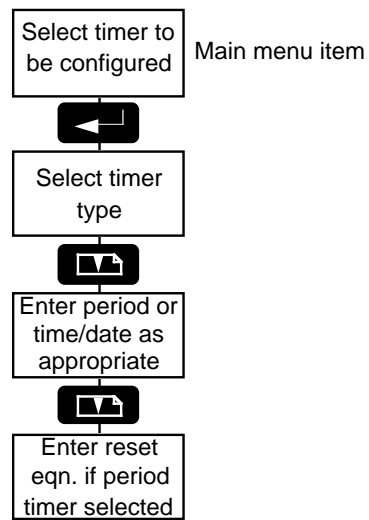 Select timer to
be configured
Main menu item
Select timer
type
Enter period or
time/date as
appropriate
Enter reset
eqn. if period
timer selected